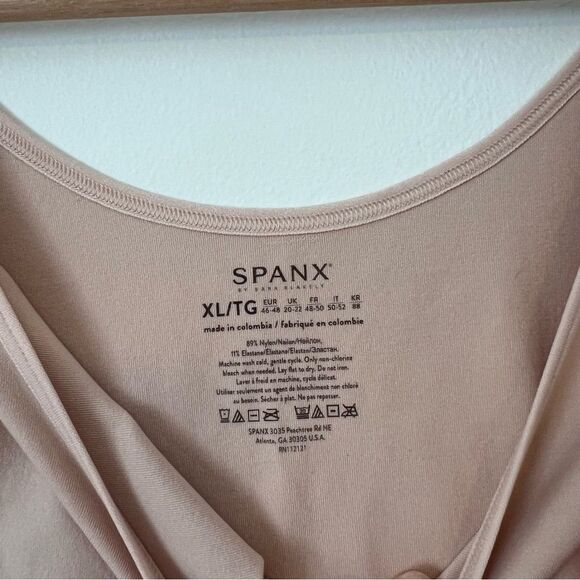 SPANX®
BY SARA BLAKELY
XL/TG EUR 46-48 UK 20-22 FR 48-50 IT 50-52 KR 88
made in colombia / fabriqué en colombie
89% Nylon/Nailon/Нейлон,
11% Elastane/Elastane/Elastan/Эластан.
Machine wash cold, gentle cycle. Only non-chlorine
bleach when needed. Lay flat to dry. Do not iron.
Laver à froid en machine, cycle délicat.
Utiliser seulement un agent de blanchiment non chloré
au besoin. Sécher à plat. Ne pas repasser.
SPANX 3035 Peachtree Rd NE
Atlanta, GA 30305 U.S.A.
RN112121